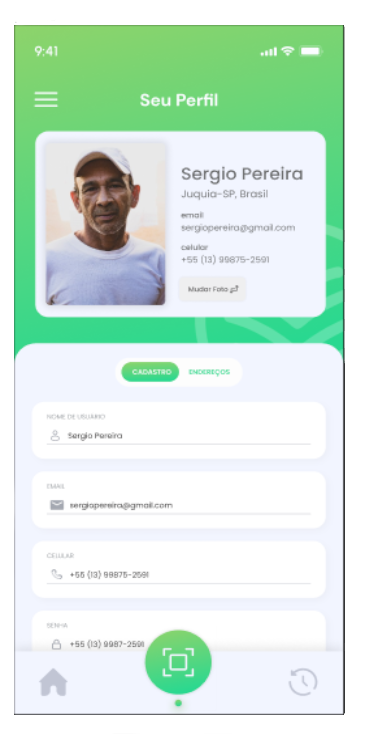 9:41
Seu Perfil
Sergio Pereira
Juquia-SP, Brasil
email
sergiopereira@gmail.com
celular
+55 (13) 99875-2591
Mudar Foto
CADASTRO ENDEREÇOS
NOME DE USUÁRIO
Sergio Pereira
sergiopereira@gmail.com
CELULAR
+55 (13) 99875-2591
SENHA
+55 (13) 9987-2591